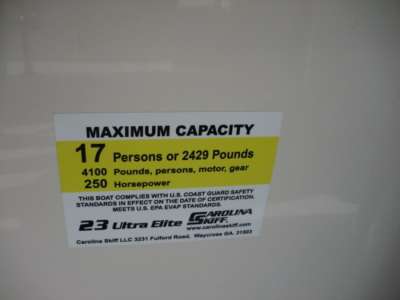 MAXIMUM CAPACITY
17 Persons or 2429 Pounds
4100 Pounds, persons, motor, gear
250 Horsepower
THIS BOAT COMPLIES WITH U.S. COAST GUARD SAFETY
STANDARDS IN EFFECT ON THE DATE OF CERTIFICATION.
MEETS U.S. EPA EVAP STANDARDS.
23 Ultra Elite CAROLINA SKIFF
www.carolinaskiff.com
Carolina Skiff LLC 3231 Fulford Road, Waycross GA. 31503